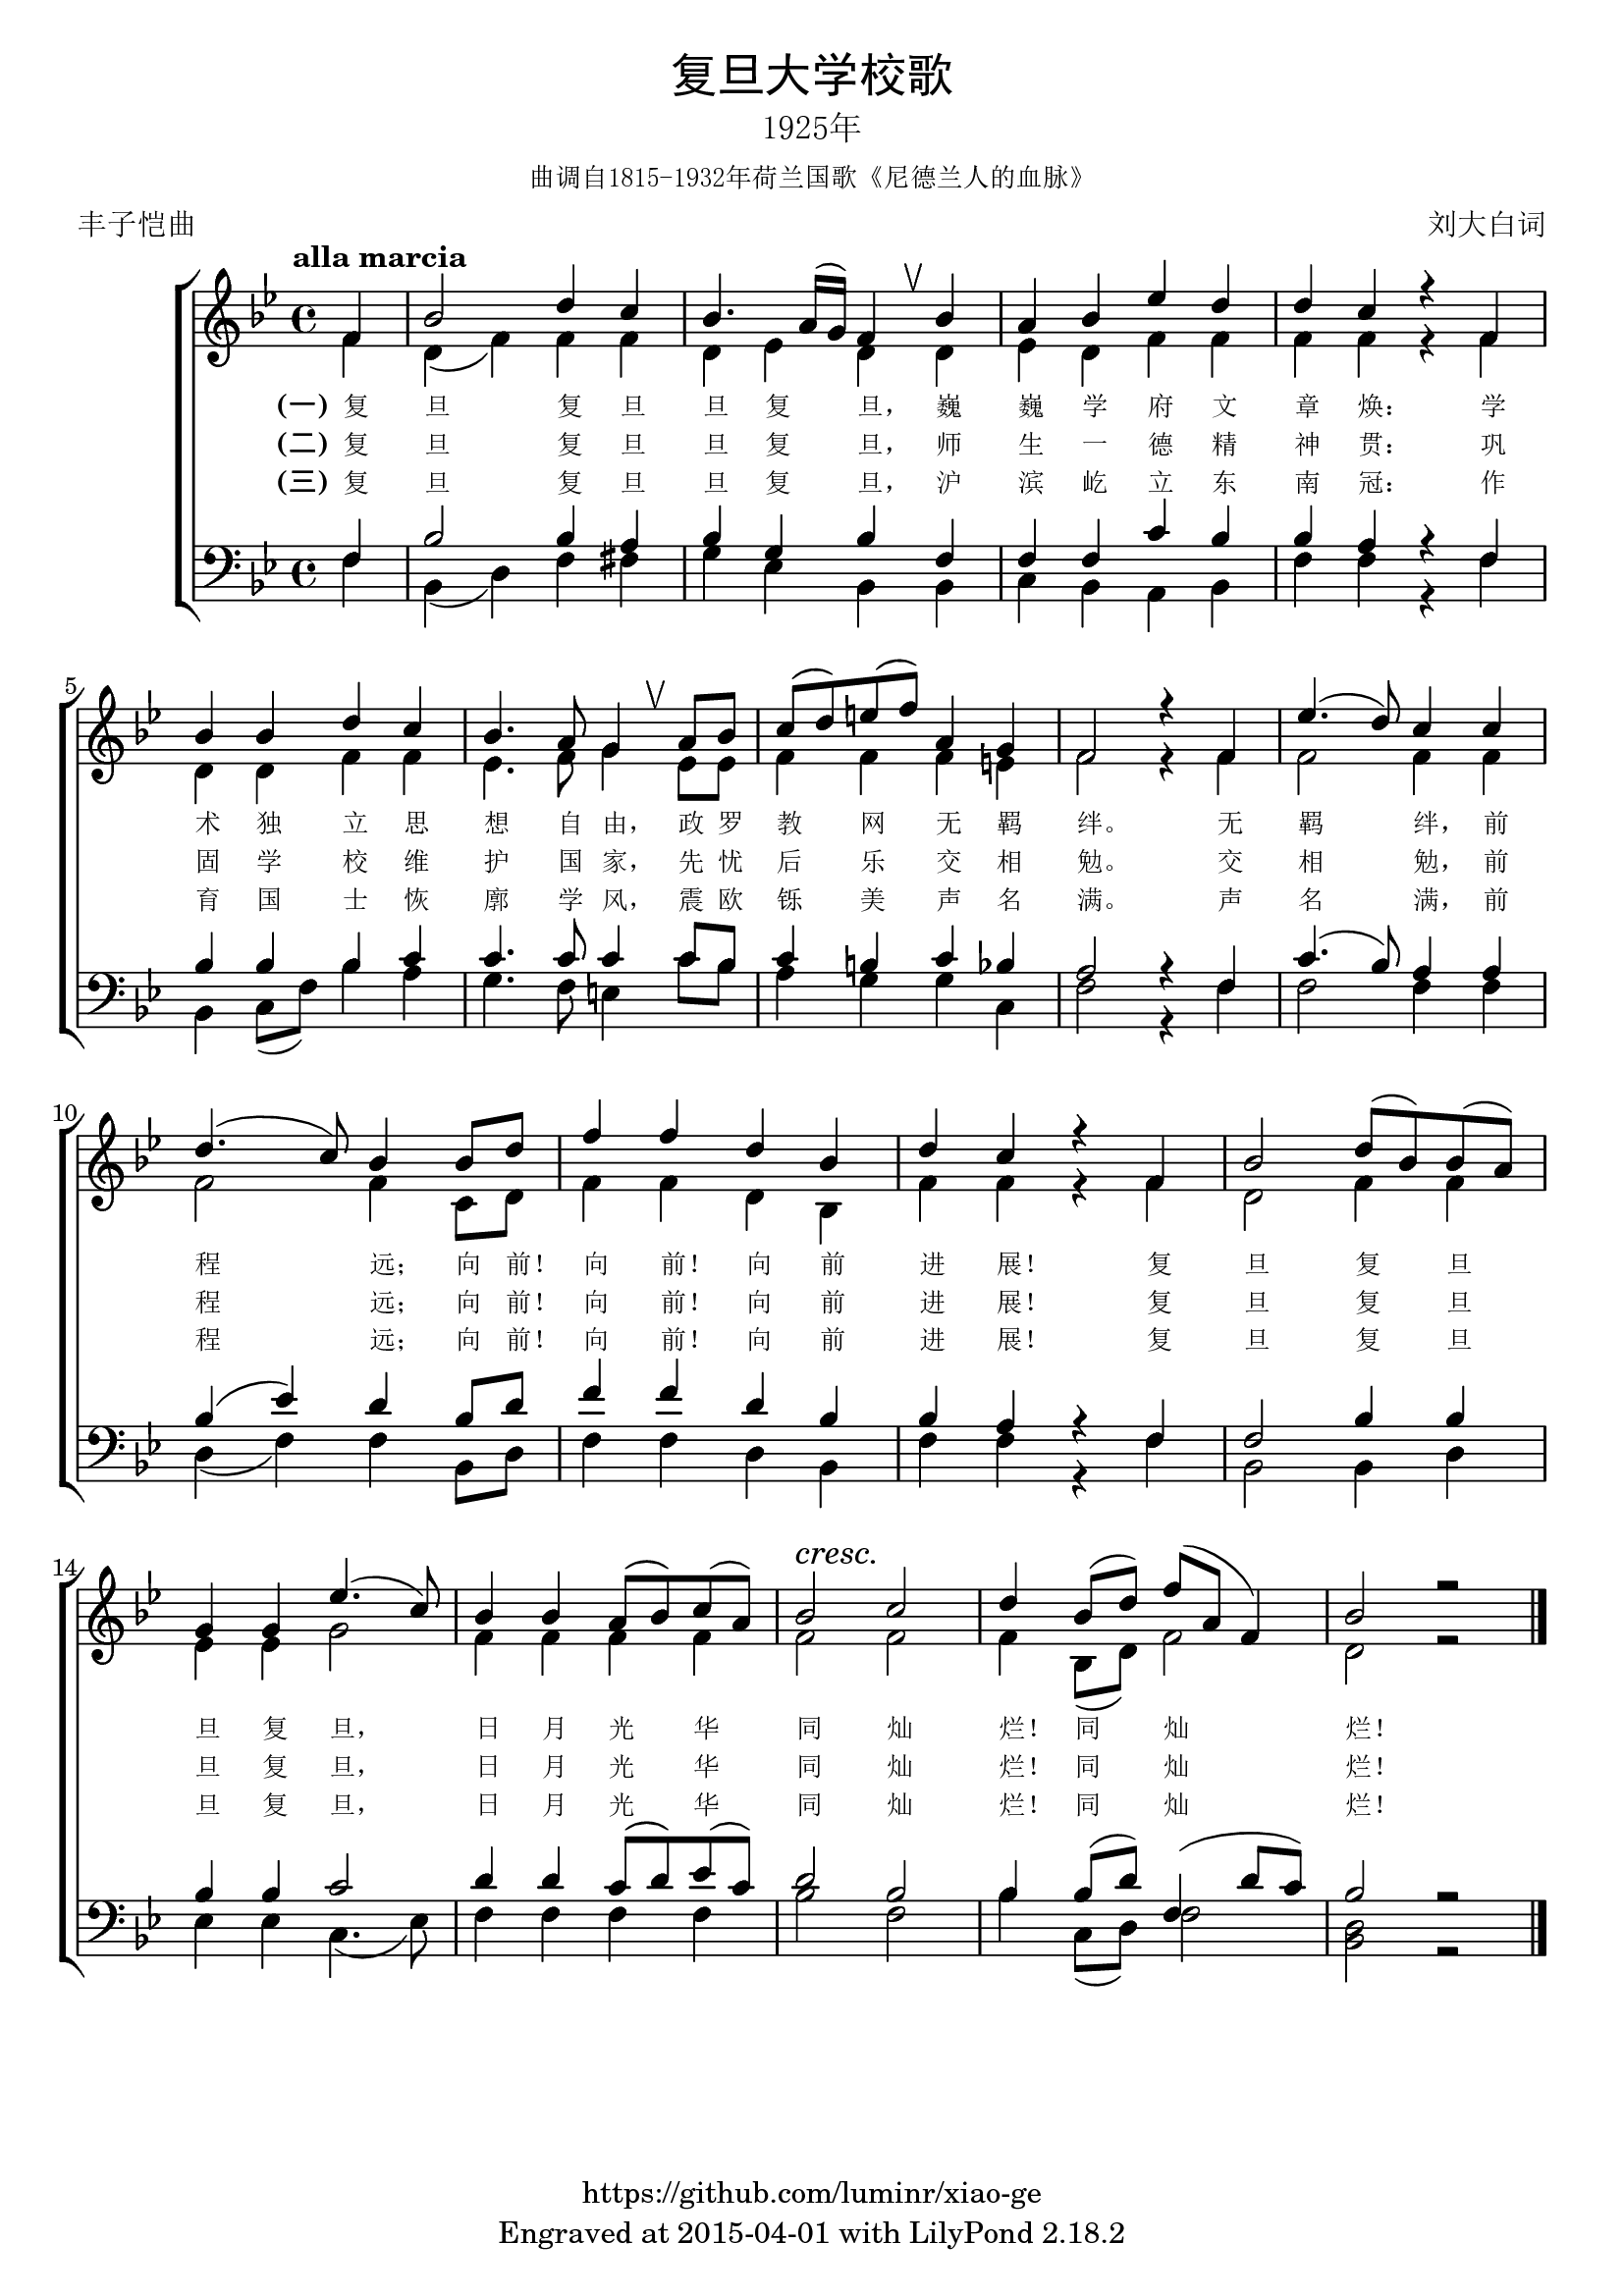 复旦大学校歌
1925年
曲调自1815-1932年荷兰国歌《尼德兰人的血脉》
丰子恺曲 刘大白词
alla marcia
(一) 复 旦 复 旦 旦 复 旦， 巍 巍 学 府 文 章 焕： 学
(二) 复 旦 复 旦 旦 复 旦， 师 生 一 德 精 神 贯： 巩
(三) 复 旦 复 旦 旦 复 旦， 沪 滨 屹 立 东 南 冠： 作
5
术 独 立 思 想 自 由， 政 罗 教 网 无 羁 绊。 无 羁 绊， 前
固 学 校 维 护 国 家， 先 忧 后 乐 交 相 勉。 交 相 勉， 前
育 国 士 恢 廓 学 风， 震 欧 铄 美 声 名 满。 声 名 满， 前
10
程 远； 向 前！ 向 前！ 向 前 进 展！ 复 旦 复 旦
程 远； 向 前！ 向 前！ 向 前 进 展！ 复 旦 复 旦
程 远； 向 前！ 向 前！ 向 前 进 展！ 复 旦 复 旦
14
cresc.
旦 复 旦， 日 月 光 华 同 灿 烂！ 同 灿 烂！
旦 复 旦， 日 月 光 华 同 灿 烂！ 同 灿 烂！
旦 复 旦， 日 月 光 华 同 灿 烂！ 同 灿 烂！
https://github.com/luminr/xiao-ge
Engraved at 2015-04-01 with LilyPond 2.18.2